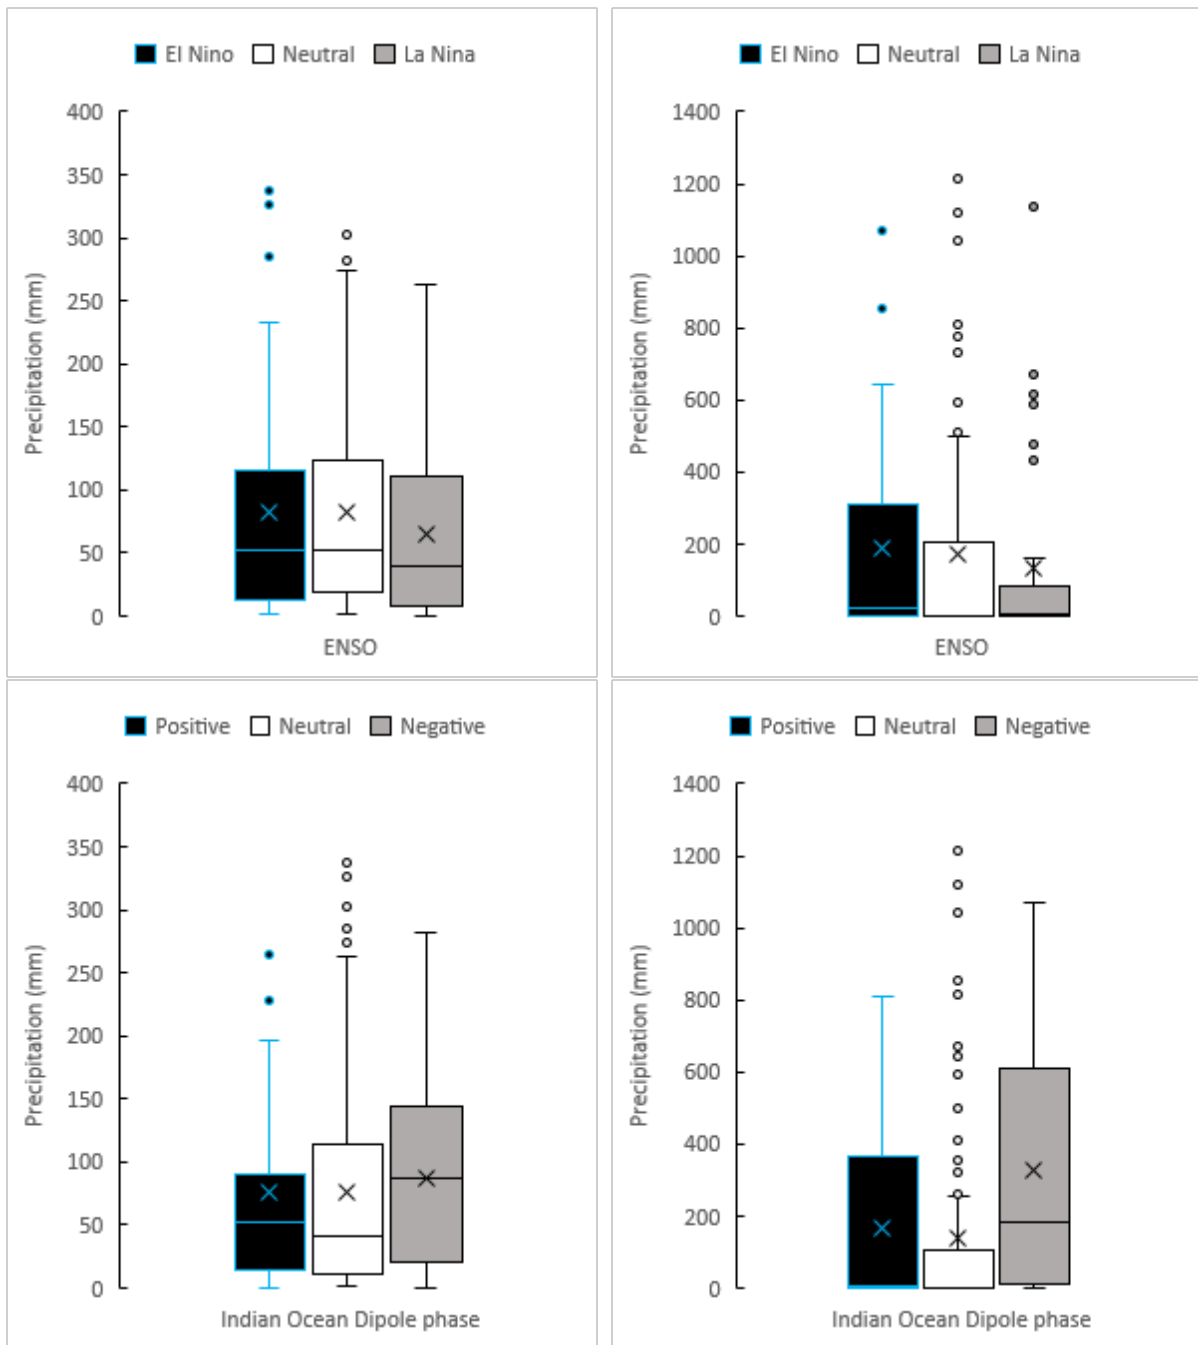 El Nino Neutral La Nina
400
350
300
250
200
150
100
50
0
Precipitation (mm)
ENSO
El Nino Neutral La Nina
1400
1200
1000
800
600
400
200
0
Precipitation (mm)
ENSO
Positive Neutral Negative
400
350
300
250
200
150
100
50
0
Precipitation (mm)
Indian Ocean Dipole phase
Positive Neutral Negative
1400
1200
1000
800
600
400
200
0
Precipitation (mm)
Indian Ocean Dipole phase